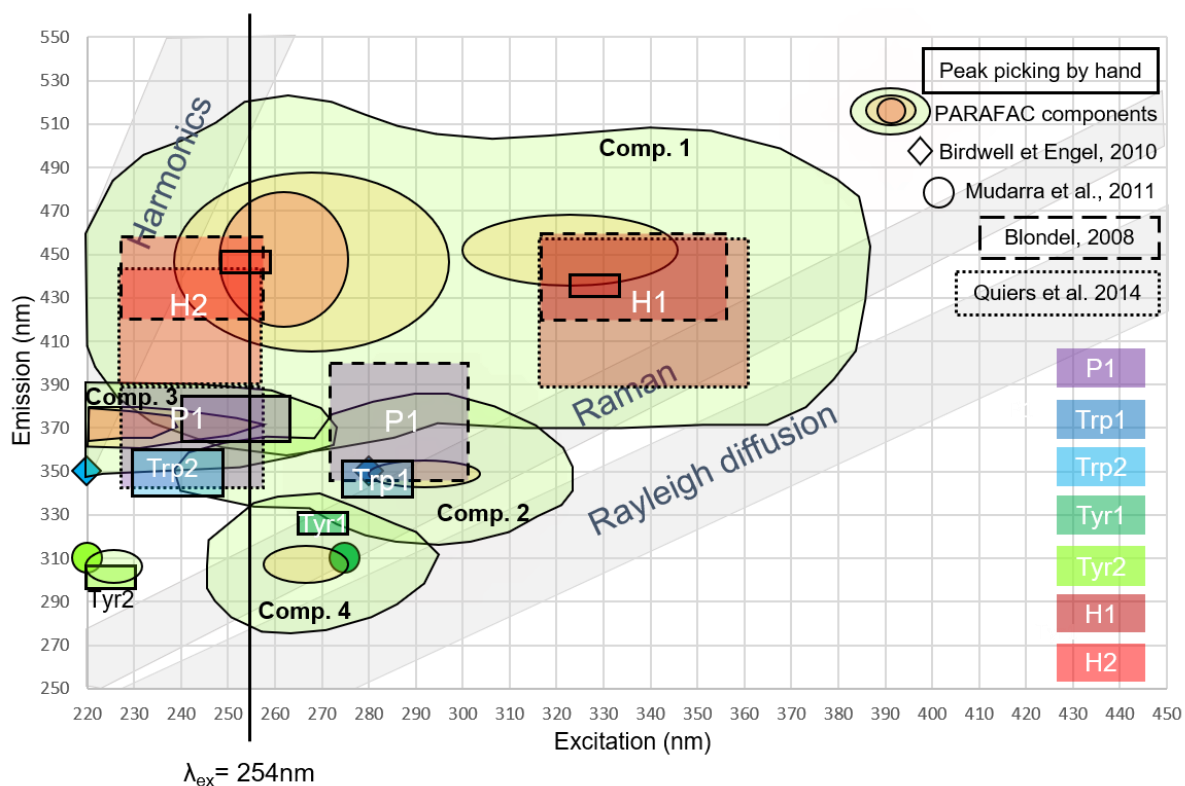 550
530
510
490
470
450
430
410
390
370
350
330
310
290
270
250
Emission (nm)
220 230 240 250 260 270 280 290 300 310 320 330 340 350 360 370 380 390 400 410 420 430 440 450
Excitation (nm)
λex= 254nm
Harmonics
Raman
Rayleigh diffusion
Comp. 1
Comp. 2
Comp. 3
Comp. 4
H2
H1
P1
P1
Trp2
Trp1
Tyr1
Tyr2
Peak picking by hand
PARAFAC components
Birdwell et Engel, 2010
Mudarra et al., 2011
Blondel, 2008
Quiers et al. 2014
P1
Trp1
Trp2
Tyr1
Tyr2
H1
H2